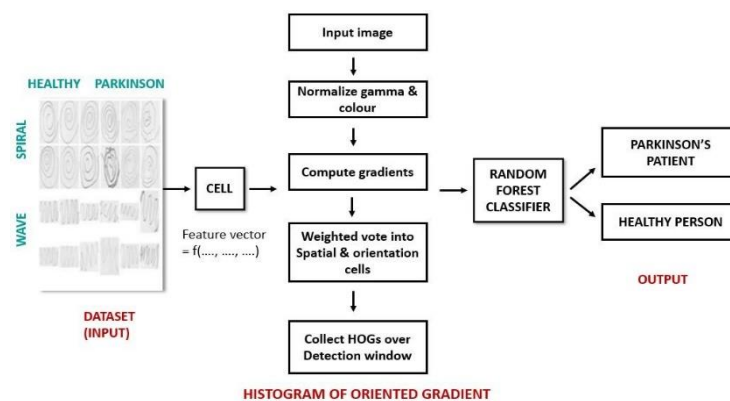 HEALTHY PARKINSON
SPIRAL
WAVE
DATASET
(INPUT)
CELL
Feature vector
= f(...., ...., ....)
Input image
Normalize gamma &
colour
Compute gradients
Weighted vote into
Spatial & orientation
cells
Collect HOGs over
Detection window
HISTOGRAM OF ORIENTED GRADIENT
RANDOM
FOREST
CLASSIFIER
PARKINSON'S
PATIENT
HEALTHY PERSON
OUTPUT